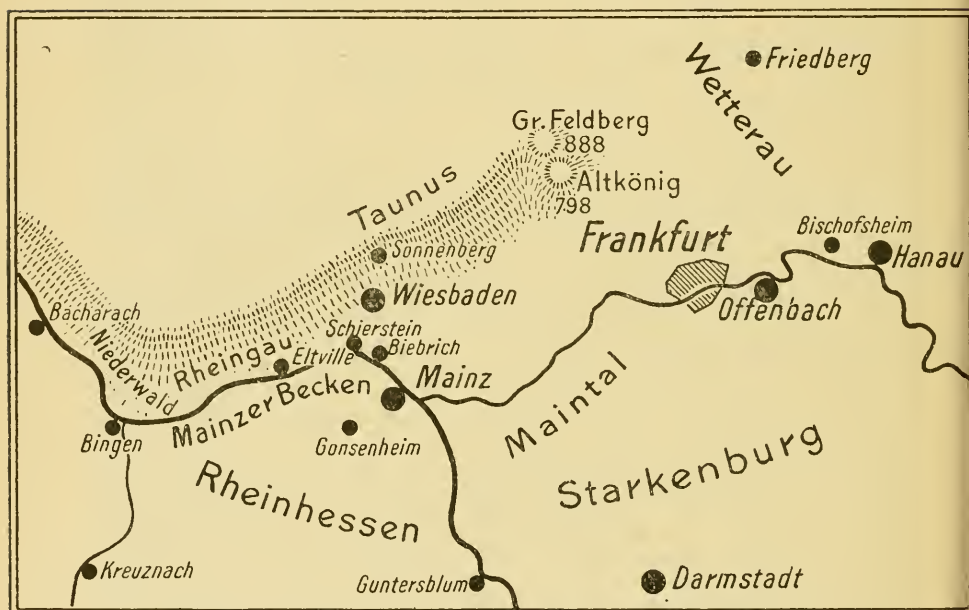 Friedberg
Wetterau
Gr. Feldberg
888
Altkönig
798
Taunus
Bischofsheim
Hanau
Frankfurt
Offenbach
Sonnenberg
Wiesbaden
Bacharach
Schierstein
Biebrich
Niederwald
Rheingau
Eltville
Mainz
Mainzer Becken
Maintal
Bingen
Gonsenheim
Starkenburg
Rheinhessen
Kreuznach
Guntersblum
Darmstadt